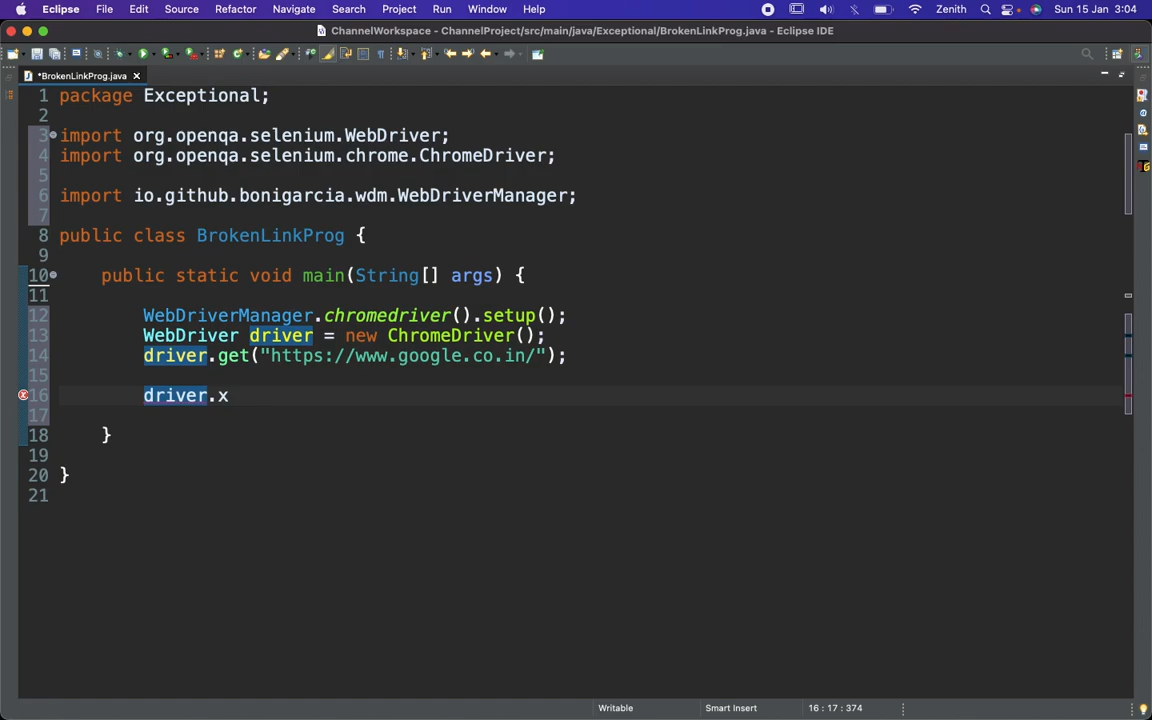 Eclipse File Edit Source Refactor Navigate Search Project Run Window Help Zenith Sun 15 Jan 3:04
ChannelWorkspace - ChannelProject/src/main/java/Exceptional/BrokenLinkProg.java - Eclipse IDE
*BrokenLinkProg.java
1 package Exceptional;
2
3 import org.openqa.selenium.WebDriver;
4 import org.openqa.selenium.chrome.ChromeDriver;
5
6 import io.github.bonigarcia.wdm.WebDriverManager;
7
8 public class BrokenLinkProg {
9
10 public static void main(String[] args) {
11
12 WebDriverManager.chromedriver().setup();
13 WebDriver driver = new ChromeDriver();
14 driver.get("https://www.google.co.in/");
15
16 driver.x
17
18 }
19
20 }
21
Writable Smart Insert 16 : 17 : 374